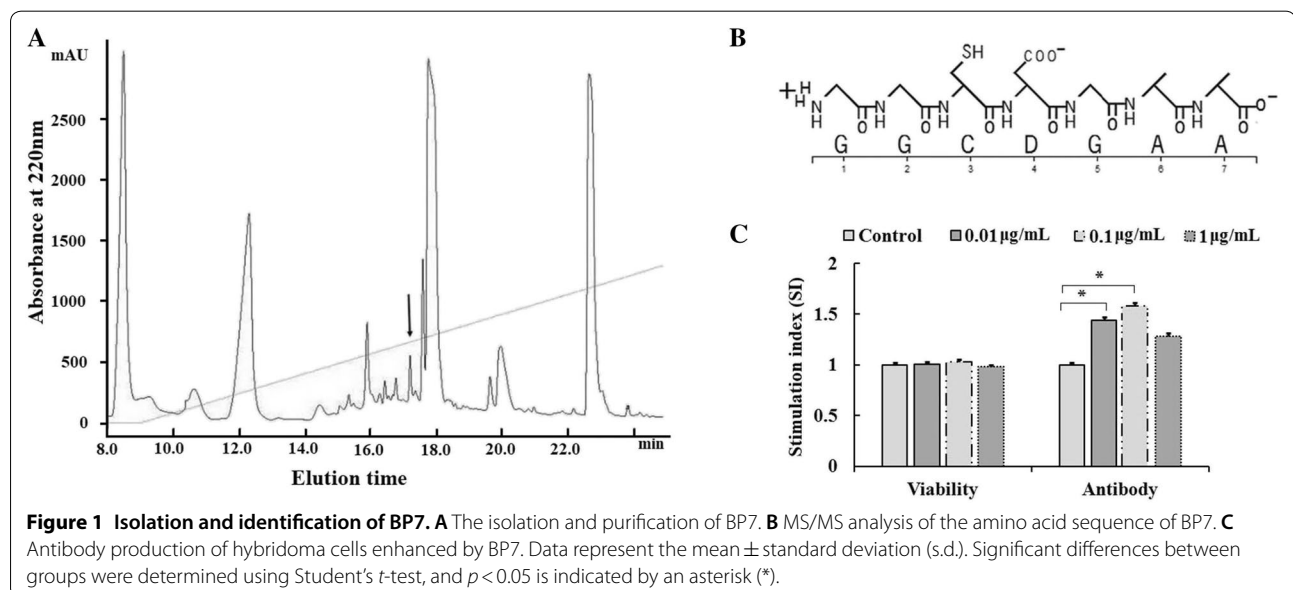 A
mAU
Absorbance at 220nm
2500
2000
1500
1000
500
0
8.0 10.0 12.0 14.0 16.0 18.0 20.0 22.0 min
Elution time
B
SH
COO⁻
+H H N H O N H O N H O N H O N H O N H O N H O O⁻
G G C D G A A
1 2 3 4 5 6 7
C
Control 0.01µg/mL 0.1µg/mL 1µg/mL
Stimulation index (SI)
2
1.5
1
0.5
0
*
*
Viability Antibody
Figure 1 Isolation and identification of BP7. A The isolation and purification of BP7. B MS/MS analysis of the amino acid sequence of BP7. C
Antibody production of hybridoma cells enhanced by BP7. Data represent the mean ± standard deviation (s.d.). Significant differences between
groups were determined using Student's t-test, and p < 0.05 is indicated by an asterisk (*).